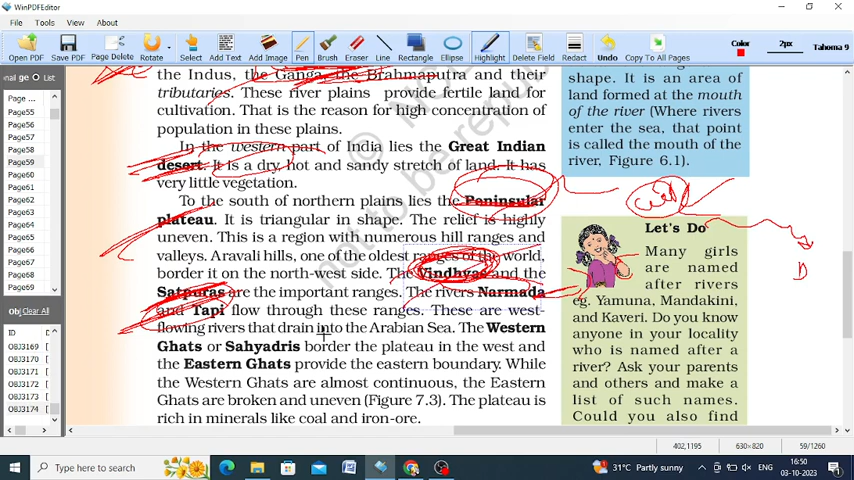 WinPDFEditor
File Tools View About
Open PDF Save PDF Page Delete Rotate Select Add Text Add Image Pen Brush Eraser Line Rectangle Ellipse Highlight Delete Field Redact Undo Copy To All Pages Color 2px Tahoma 9
nail ge List
Page ...
Page55
Page56
Page57
Page58
Page59
Page60
Page61
Page62
Page63
Page64
Page65
Page66
Page67
Page68
Page69
Obj Clear All
ID
OBJ3169
OBJ3170
OBJ3171
OBJ3172
OBJ3173
OBJ3174
the Indus, the Ganga, the Brahmaputra and their
tributaries. These river plains provide fertile land for
cultivation. That is the reason for high concentration of
population in these plains.
In the western part of India lies the Great Indian
desert. It is a dry, hot and sandy stretch of land. It has
very little vegetation.
To the south of northern plains lies the Peninsular
plateau. It is triangular in shape. The relief is highly
uneven. This is a region with numerous hill ranges and
valleys. Aravali hills, one of the oldest ranges of the world,
border it on the north-west side. The Vindhyas and the
Satpuras are the important ranges. The rivers Narmada
and Tapi flow through these ranges. These are west-
flowing rivers that drain into the Arabian Sea. The Western
Ghats or Sahyadris border the plateau in the west and
the Eastern Ghats provide the eastern boundary. While
the Western Ghats are almost continuous, the Eastern
Ghats are broken and uneven (Figure 7.3). The plateau is
rich in minerals like coal and iron-ore.
not to be repu
shape. It is an area of
land formed at the mouth
of the river (Where rivers
enter the sea, that point
is called the mouth of the
river, Figure 6.1).
Let's Do
Many girls
are named
after rivers
eg. Yamuna, Mandakini,
and Kaveri. Do you know
anyone in your locality
who is named after a
river? Ask your parents
and others and make a
list of such names.
Could you also find
402,1195 630×820 59/1260
Type here to search
31°C Partly sunny
ENG
16:50
03-10-2023